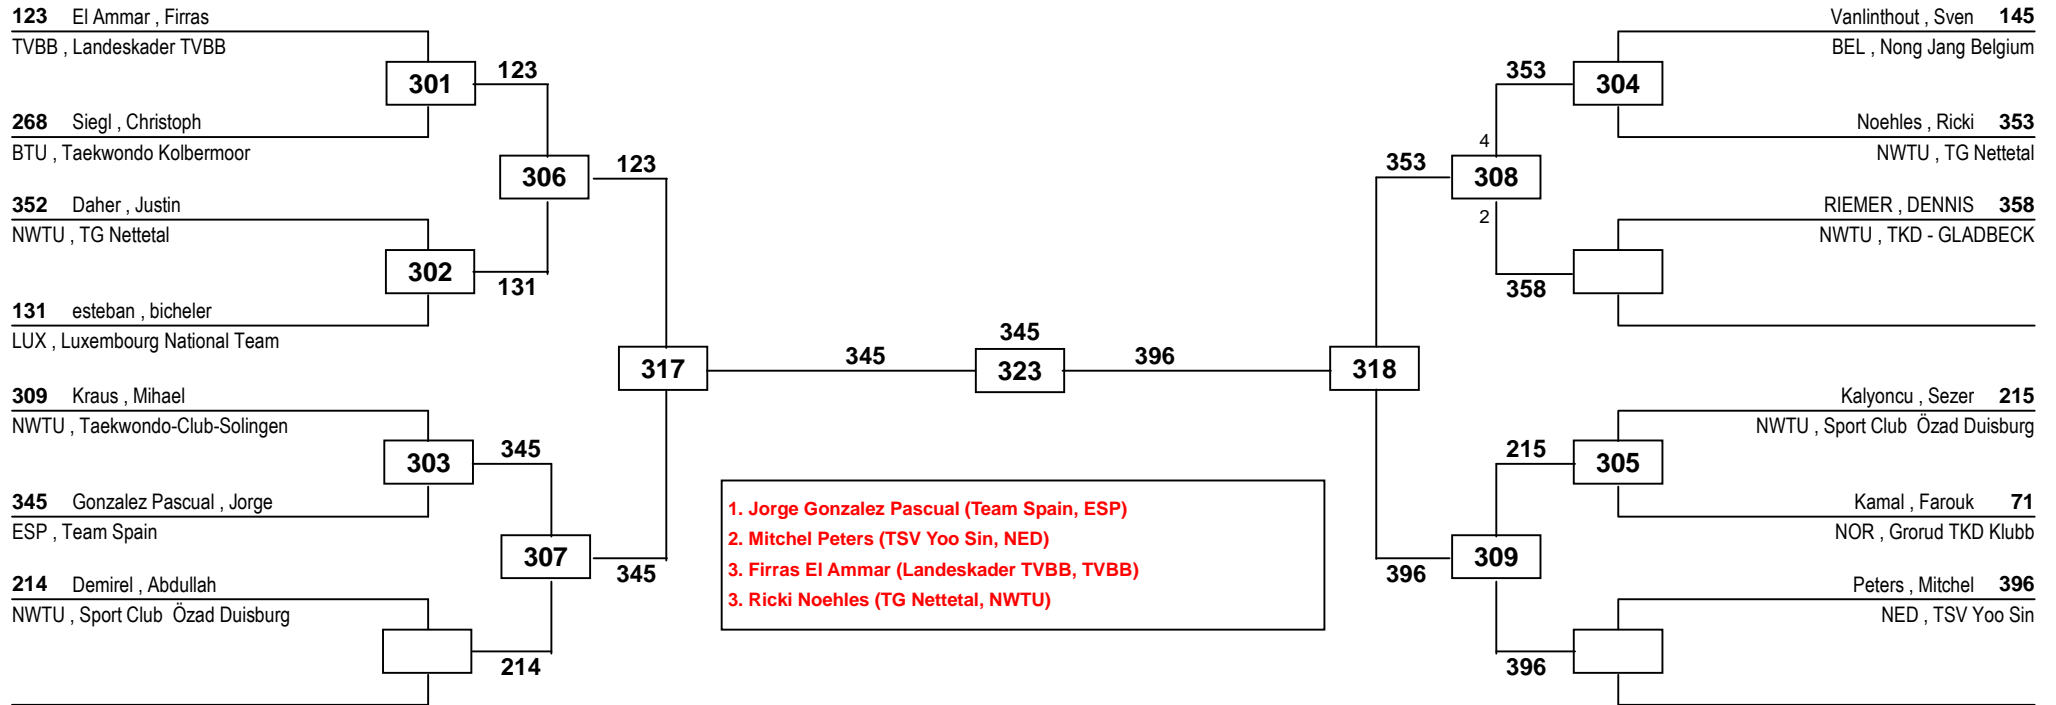 123 El Ammar , Firras
TVBB , Landeskader TVBB
301
123
268 Siegl , Christoph
BTU , Taekwondo Kolbermoor
306
123
352 Daher , Justin
NWTU , TG Nettetal
302
131
131 esteban , bicheler
LUX , Luxembourg National Team
317
345
309 Kraus , Mihael
NWTU , Taekwondo-Club-Solingen
303
345
345 Gonzalez Pascual , Jorge
ESP , Team Spain
307
345
214 Demirel , Abdullah
NWTU , Sport Club Özad Duisburg
214
345
323
396
1. Jorge Gonzalez Pascual (Team Spain, ESP)
2. Mitchel Peters (TSV Yoo Sin, NED)
3. Firras El Ammar (Landeskader TVBB, TVBB)
3. Ricki Noehles (TG Nettetal, NWTU)
Vanlinthout , Sven 145
BEL , Nong Jang Belgium
353
304
Noehles , Ricki 353
NWTU , TG Nettetal
4
353
308
2
RIEMER , DENNIS 358
NWTU , TKD - GLADBECK
358
318
Kalyoncu , Sezer 215
NWTU , Sport Club Özad Duisburg
215
305
Kamal , Farouk 71
NOR , Grorud TKD Klubb
396
309
Peters , Mitchel 396
NED , TSV Yoo Sin
396